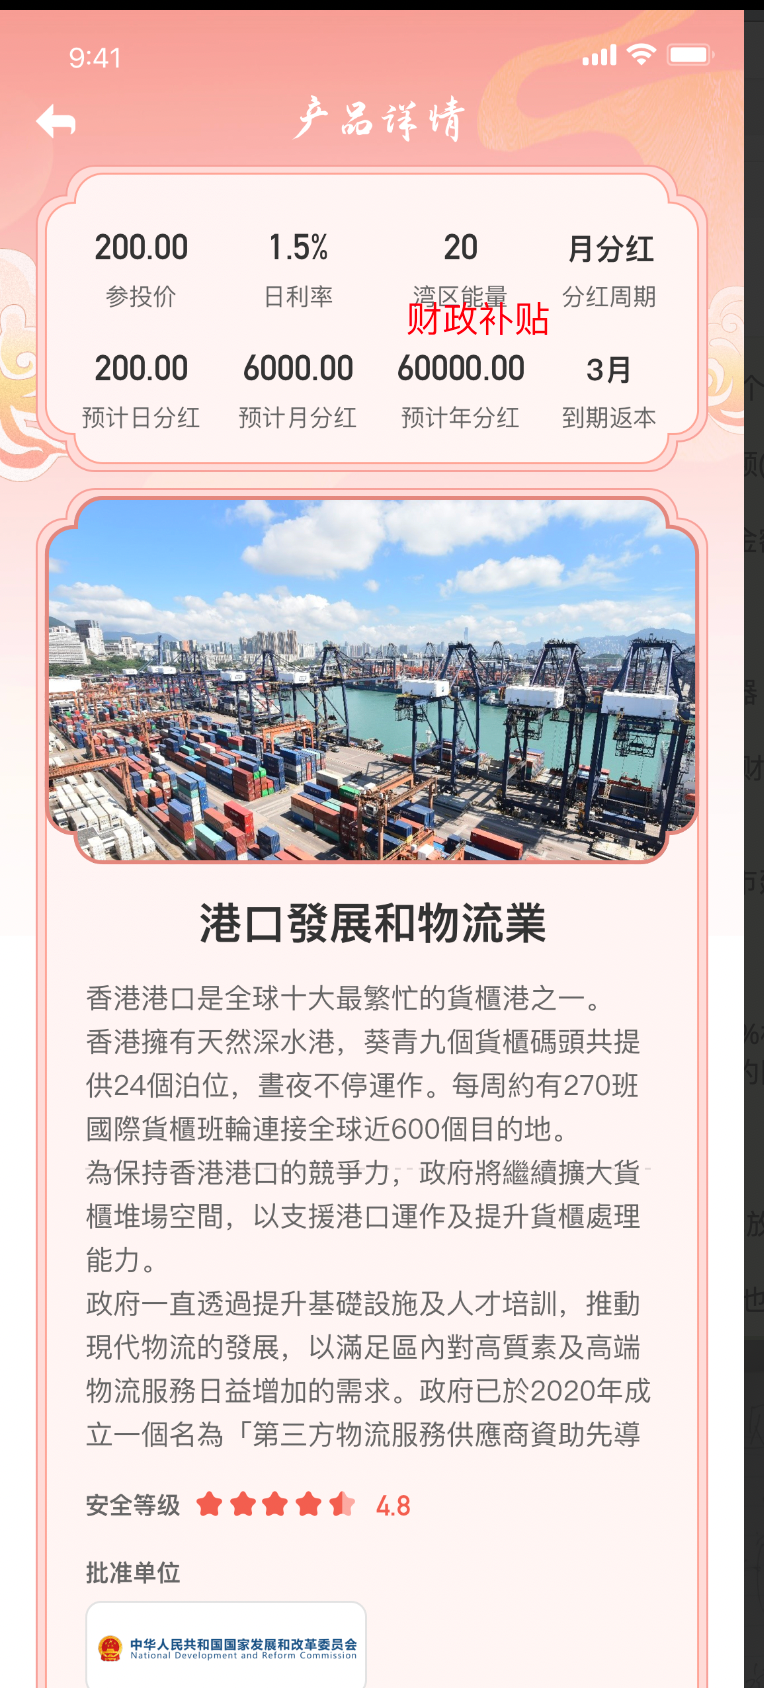 9:41
产品详情
200.00 1.5% 20 月分红
参投价 日利率 湾区能量 分红周期
财政补贴
200.00 6000.00 60000.00 3月
预计日分红 预计月分红 预计年分红 到期返本
港口發展和物流業
香港港口是全球十大最繁忙的貨櫃港之一。
香港擁有天然深水港，葵青九個貨櫃碼頭共提
供24個泊位，晝夜不停運作。每周約有270班
國際貨櫃班輪連接全球近600個目的地。
為保持香港港口的競爭力，政府將繼續擴大貨
櫃堆場空間，以支援港口運作及提升貨櫃處理
能力。
政府一直透過提升基礎設施及人才培訓，推動
現代物流的發展，以滿足區內對高質素及高端
物流服務日益增加的需求。政府已於2020年成
立一個名為「第三方物流服務供應商資助先導
安全等级 4.8
批准单位
中华人民共和国国家发展和改革委员会
National Development and Reform Commission